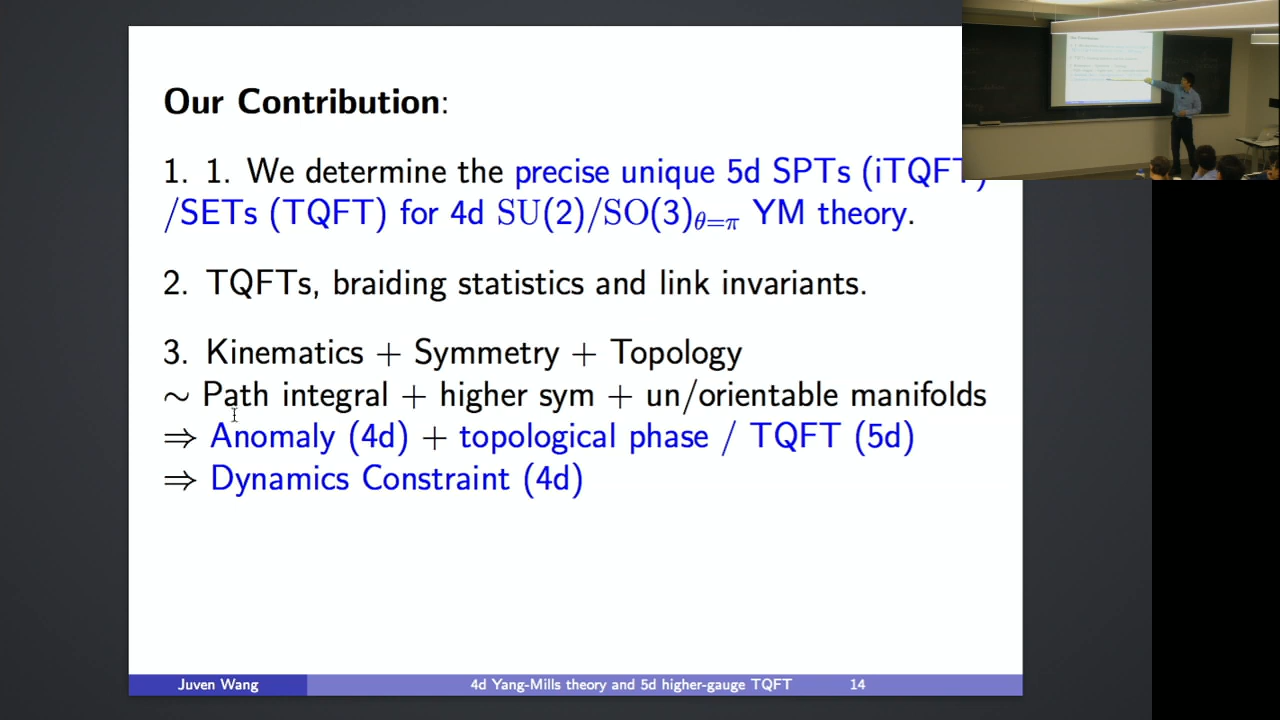 Our Contribution:
1. 1. We determine the precise unique 5d SPTs (iTQFT)
/SETs (TQFT) for 4d SU(2)/SO(3)θ=π YM theory.
2. TQFTs, braiding statistics and link invariants.
3. Kinematics + Symmetry + Topology
∼ Path integral + higher sym + un/orientable manifolds
⇒ Anomaly (4d) + topological phase / TQFT (5d)
⇒ Dynamics Constraint (4d)
Juven Wang 4d Yang-Mills theory and 5d higher-gauge TQFT 14